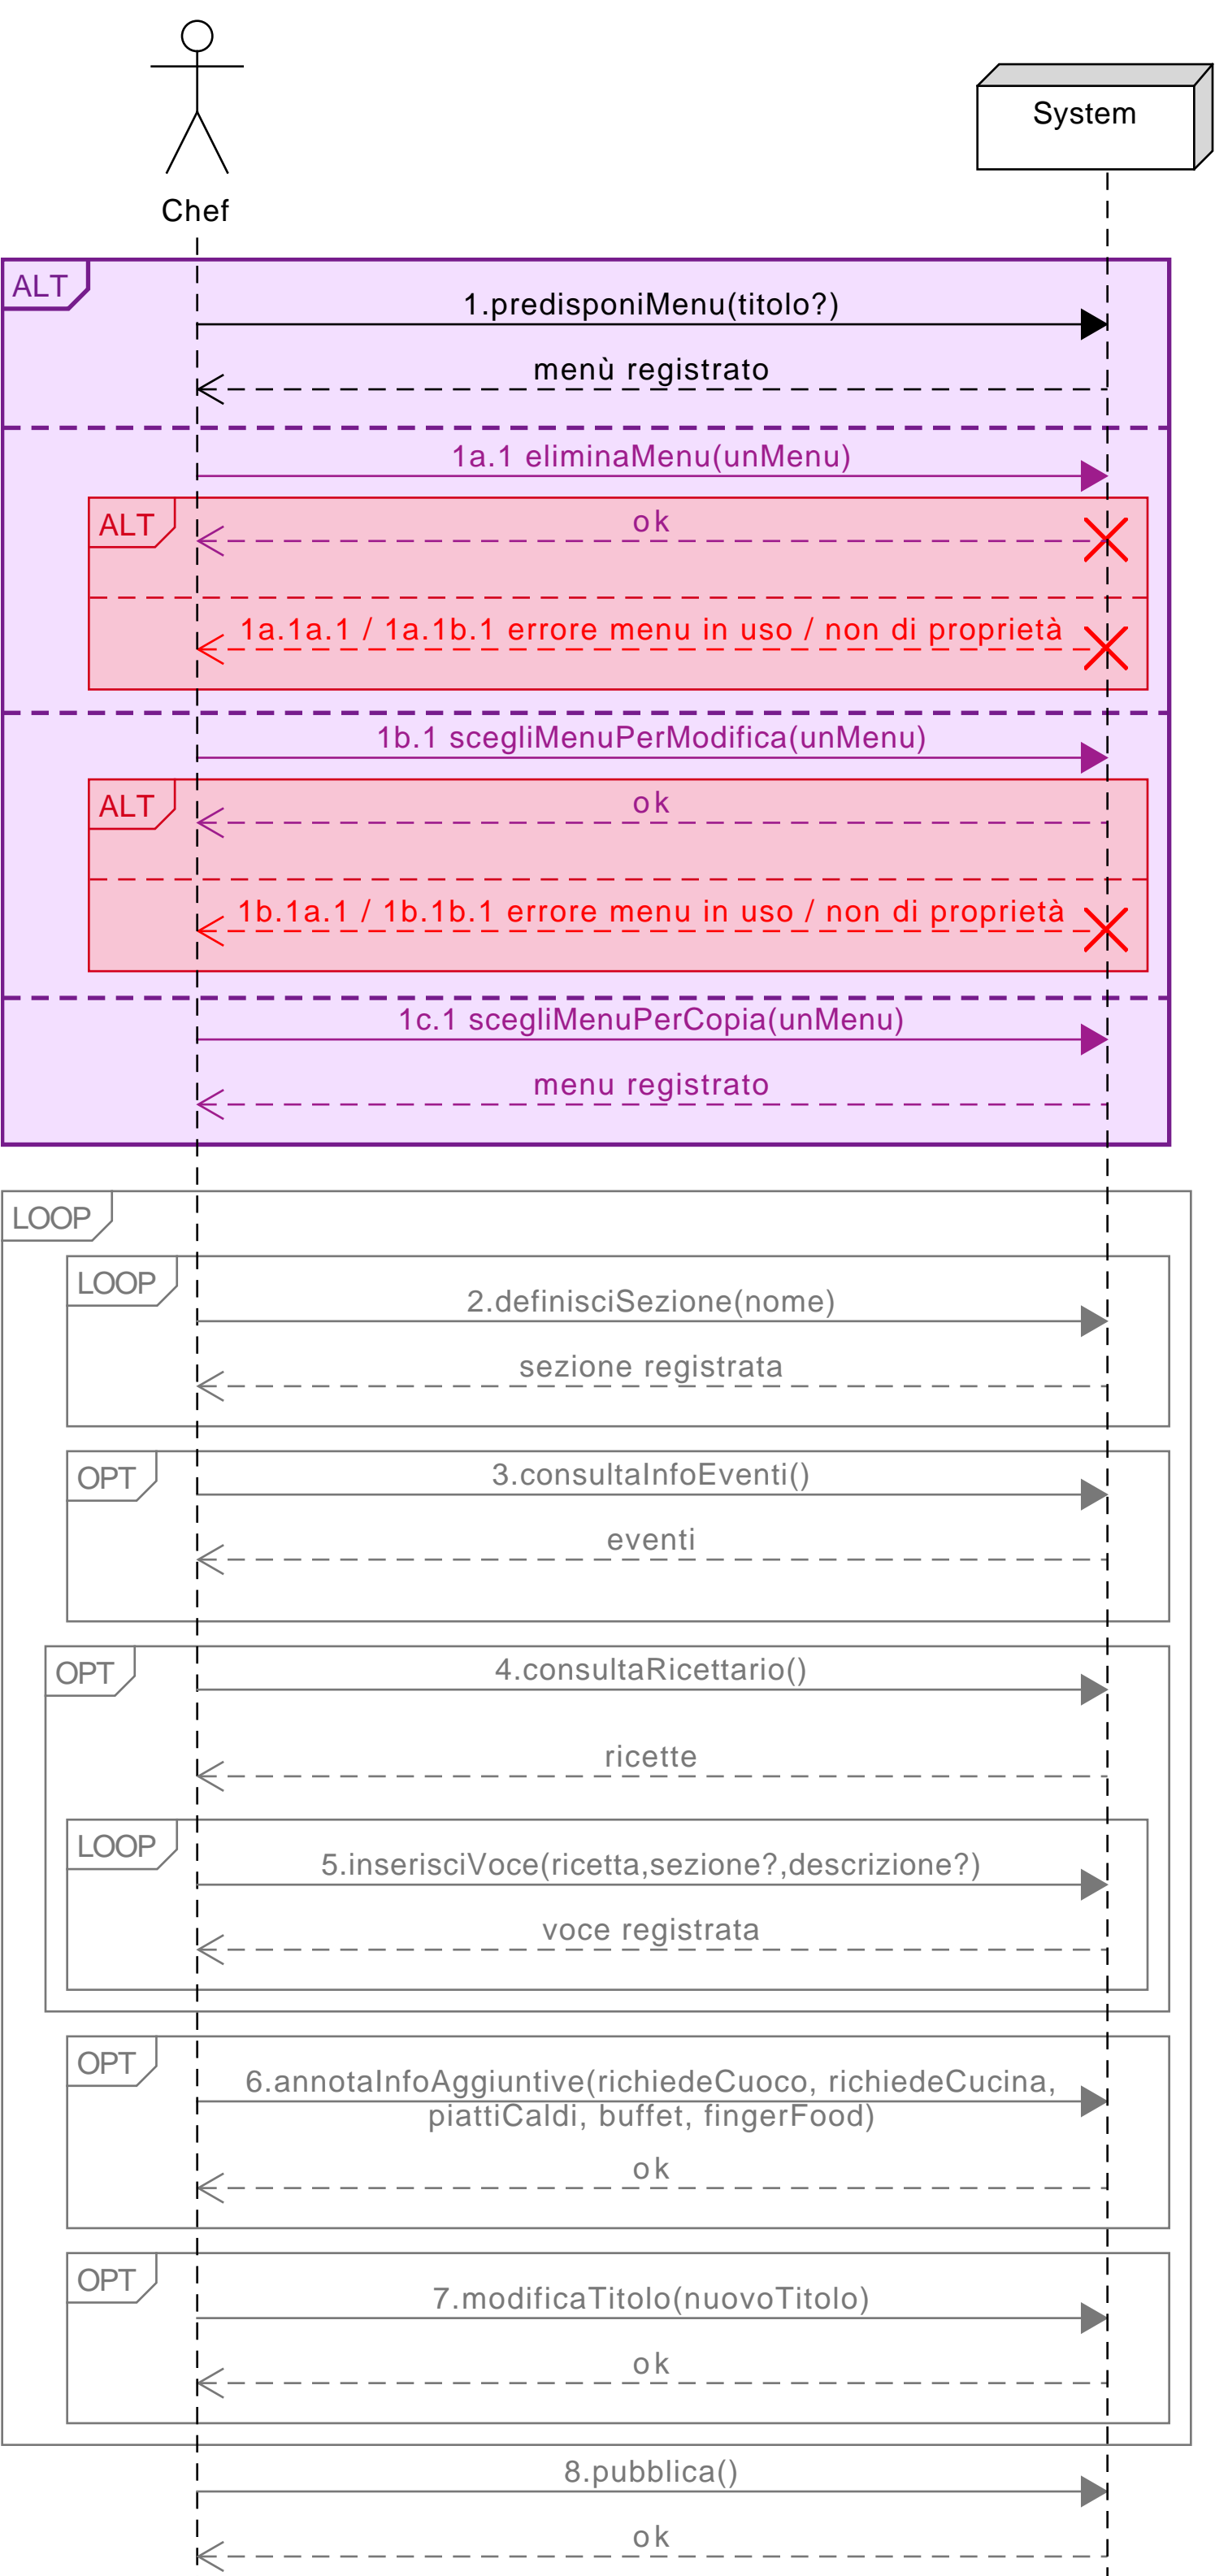 System
Chef
ALT
1.predisponiMenu(titolo?)
menù registrato
1a.1 eliminaMenu(unMenu)
ALT
ok
1a.1a.1 / 1a.1b.1 errore menu in uso / non di proprietà
1b.1 scegliMenuPerModifica(unMenu)
ALT
ok
1b.1a.1 / 1b.1b.1 errore menu in uso / non di proprietà
1c.1 scegliMenuPerCopia(unMenu)
menu registrato
LOOP
LOOP
2.definisciSezione(nome)
sezione registrata
OPT
3.consultaInfoEventi()
eventi
OPT
4.consultaRicettario()
ricette
LOOP
5.inserisciVoce(ricetta,sezione?,descrizione?)
voce registrata
OPT
6.annotaInfoAggiuntive(richiedeCuoco, richiedeCucina,
piattiCaldi, buffet, fingerFood)
ok
OPT
7.modificaTitolo(nuovoTitolo)
ok
8.pubblica()
ok